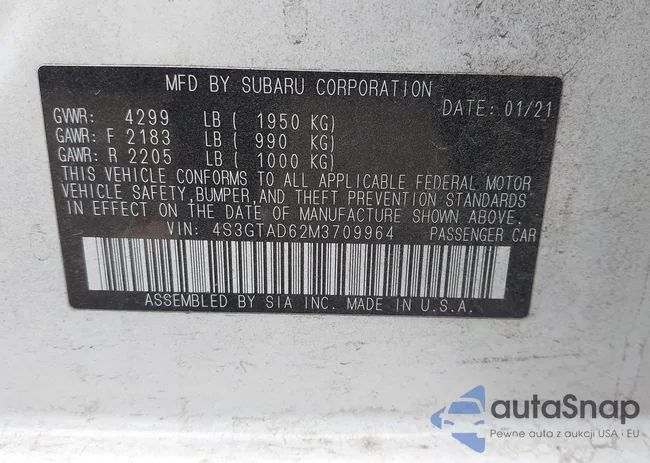 MFD BY SUBARU CORPORATION
DATE: 01/21
GVWR: 4299 LB ( 1950 KG)
GAWR: F 2183 LB ( 990 KG)
GAWR: R 2205 LB ( 1000 KG)
THIS VEHICLE CONFORMS TO ALL APPLICABLE FEDERAL MOTOR
VEHICLE SAFETY, BUMPER, AND THEFT PREVENTION STANDARDS
IN EFFECT ON THE DATE OF MANUFACTURE SHOWN ABOVE.
VIN: 4S3GTAD62M3709964 PASSENGER CAR
ASSEMBLED BY SIA INC. MADE IN U.S.A.
autaSnap
Pewne auta z aukcji USA i EU